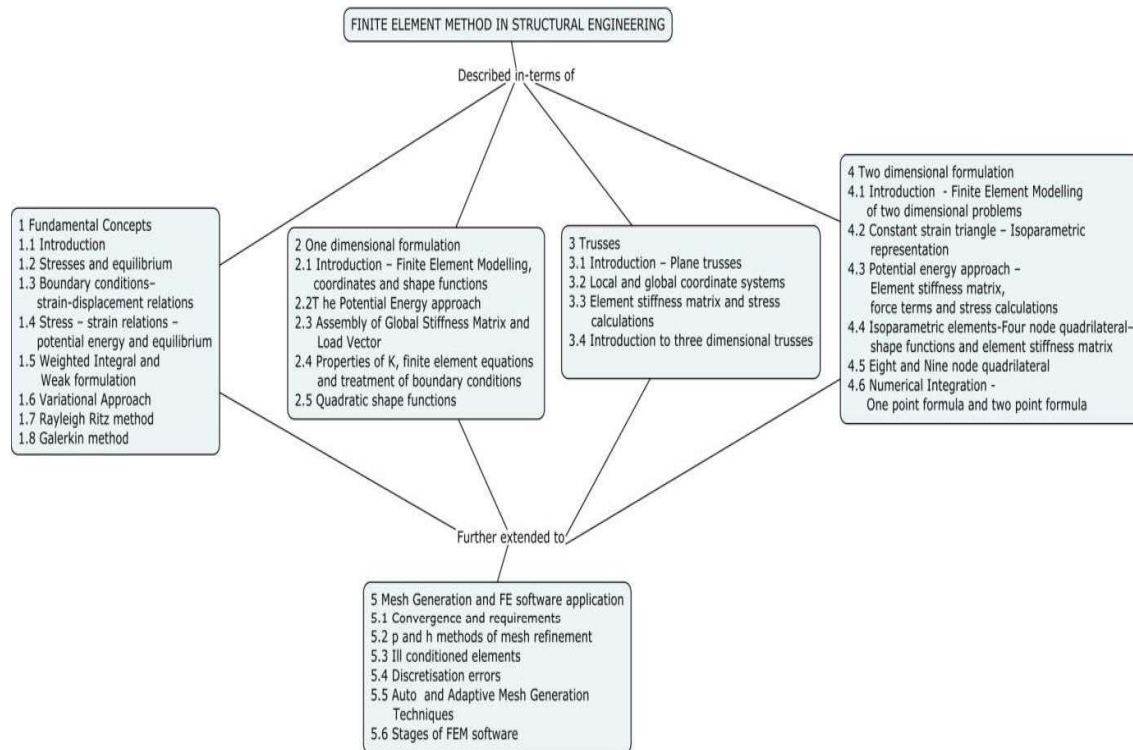 FINITE ELEMENT METHOD IN STRUCTURAL ENGINEERING
Described in-terms of
1 Fundamental Concepts
1.1 Introduction
1.2 Stresses and equilibrium
1.3 Boundary conditions–
strain-displacement relations
1.4 Stress – strain relations –
potential energy and equilibrium
1.5 Weighted Integral and
Weak formulation
1.6 Variational Approach
1.7 Rayleigh Ritz method
1.8 Galerkin method
2 One dimensional formulation
2.1 Introduction – Finite Element Modelling,
coordinates and shape functions
2.2T he Potential Energy approach
2.3 Assembly of Global Stiffness Matrix and
Load Vector
2.4 Properties of K, finite element equations
and treatment of boundary conditions
2.5 Quadratic shape functions
3 Trusses
3.1 Introduction – Plane trusses
3.2 Local and global coordinate systems
3.3 Element stiffness matrix and stress
calculations
3.4 Introduction to three dimensional trusses
4 Two dimensional formulation
4.1 Introduction - Finite Element Modelling
of two dimensional problems
4.2 Constant strain triangle – Isoparametric
representation
4.3 Potential energy approach –
Element stiffness matrix,
force terms and stress calculations
4.4 Isoparametric elements-Four node quadrilateral–
shape functions and element stiffness matrix
4.5 Eight and Nine node quadrilateral
4.6 Numerical Integration -
One point formula and two point formula
Further extended to
5 Mesh Generation and FE software application
5.1 Convergence and requirements
5.2 p and h methods of mesh refinement
5.3 Ill conditioned elements
5.4 Discretisation errors
5.5 Auto and Adaptive Mesh Generation
Techniques
5.6 Stages of FEM software